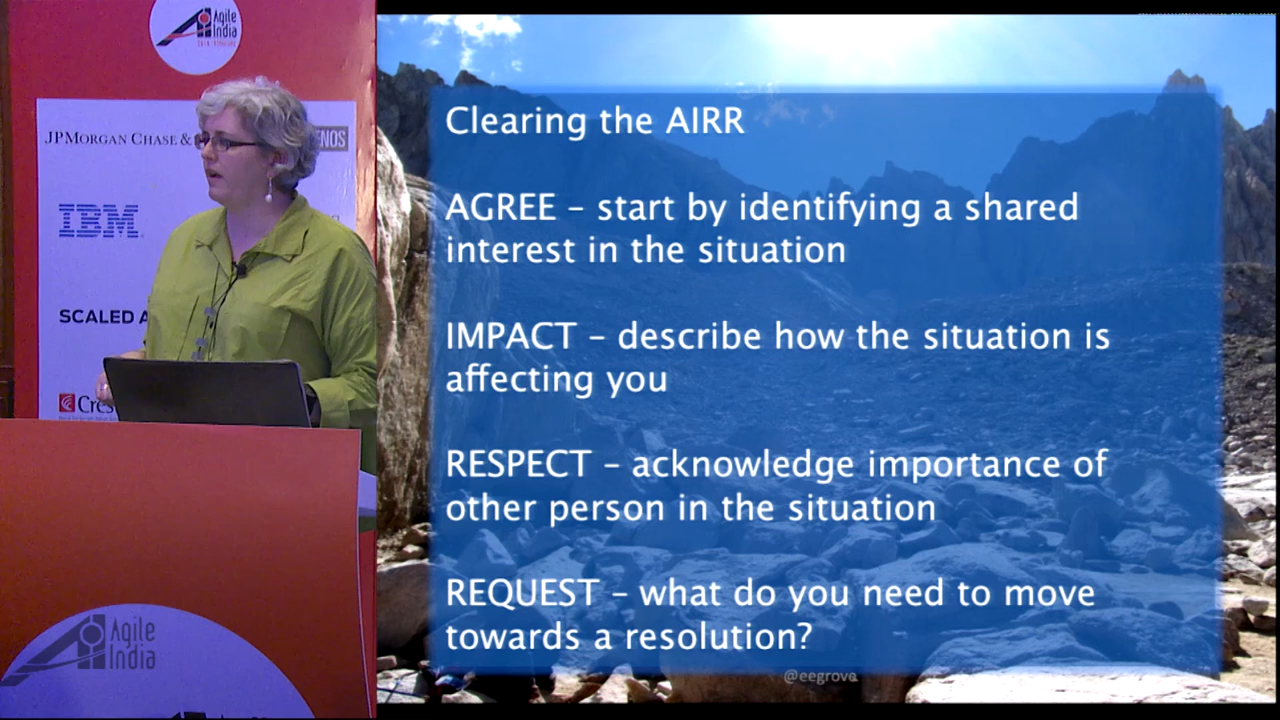 Agile
India
JPMORGAN CHASE &
ENOS
IBM
SCALED A
Cres
Agile
India
Clearing the AIRR
AGREE – start by identifying a shared
interest in the situation
IMPACT – describe how the situation is
affecting you
RESPECT – acknowledge importance of
other person in the situation
REQUEST – what do you need to move
towards a resolution?
@eegrove